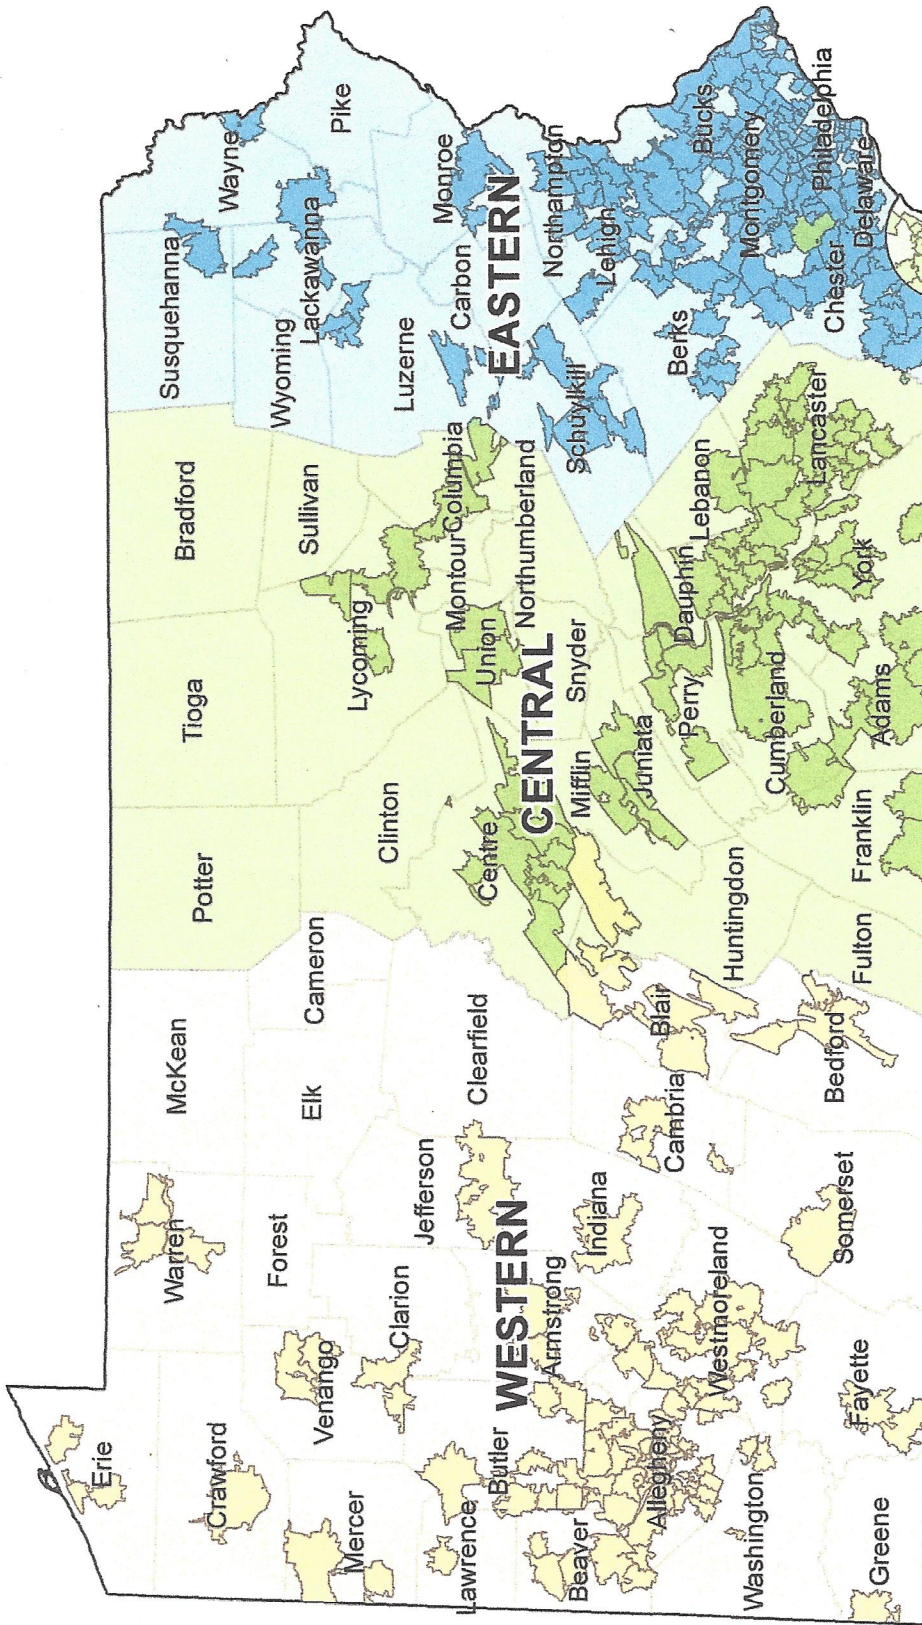 Erie
Warren
McKean
Potter
Tioga
Bradford
Susquehanna
Wayne
Crawford
Forest
Elk
Cameron
Sullivan
Wyoming
Lackawanna
Pike
Venango
Mercer
Clarion
Jefferson
Clinton
Lycoming
Luzerne
Monroe
Lawrence
Butler
Clearfield
Centre
Union
Montour
Columbia
Carbon
WESTERN
CENTRAL
EASTERN
Armstrong
Northumberland
Northampton
Beaver
Indiana
Mifflin
Snyder
Schuylkill
Lehigh
Allegheny
Cambria
Blair
Juniata
Perry
Dauphin
Lebanon
Berks
Bucks
Westmoreland
Huntingdon
Montgomery
Washington
Cumberland
Lancaster
Philadelphia
Somerset
Bedford
Chester
Greene
Fayette
Fulton
Franklin
Adams
York
Delaware